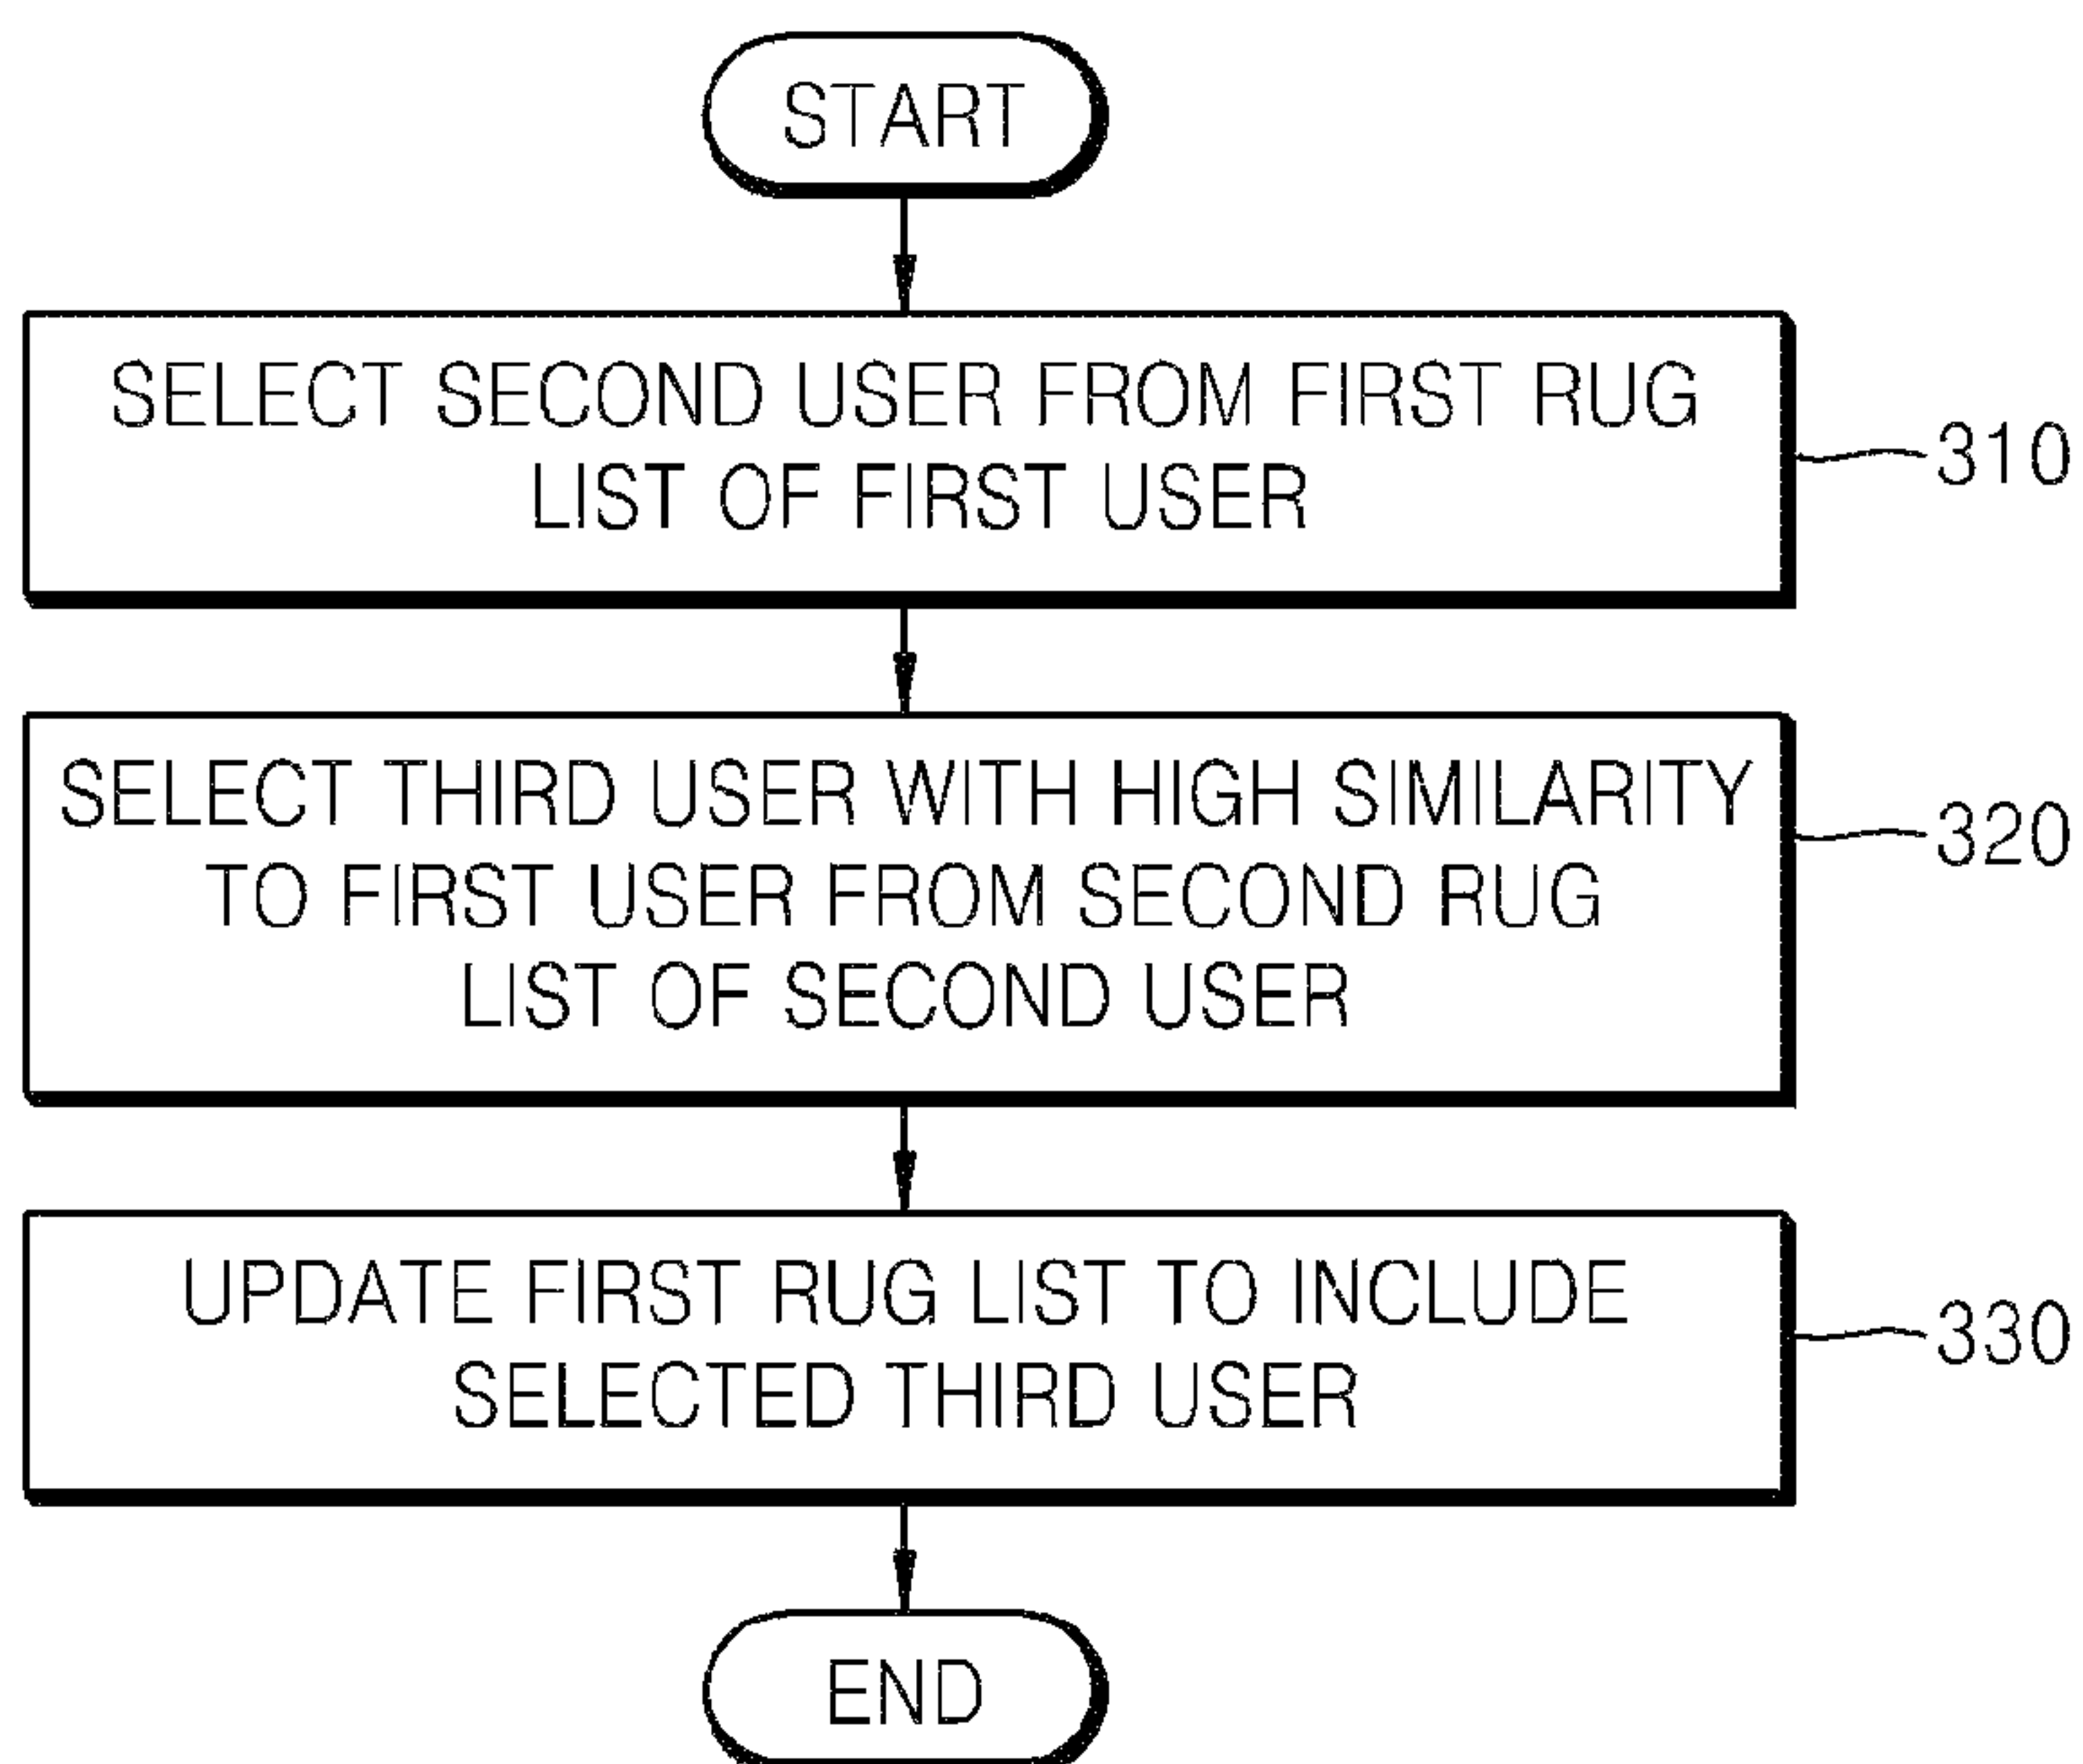 START
SELECT SECOND USER FROM FIRST RUG
LIST OF FIRST USER
310
SELECT THIRD USER WITH HIGH SIMILARITY
TO FIRST USER FROM SECOND RUG
LIST OF SECOND USER
320
UPDATE FIRST RUG LIST TO INCLUDE
SELECTED THIRD USER
330
END